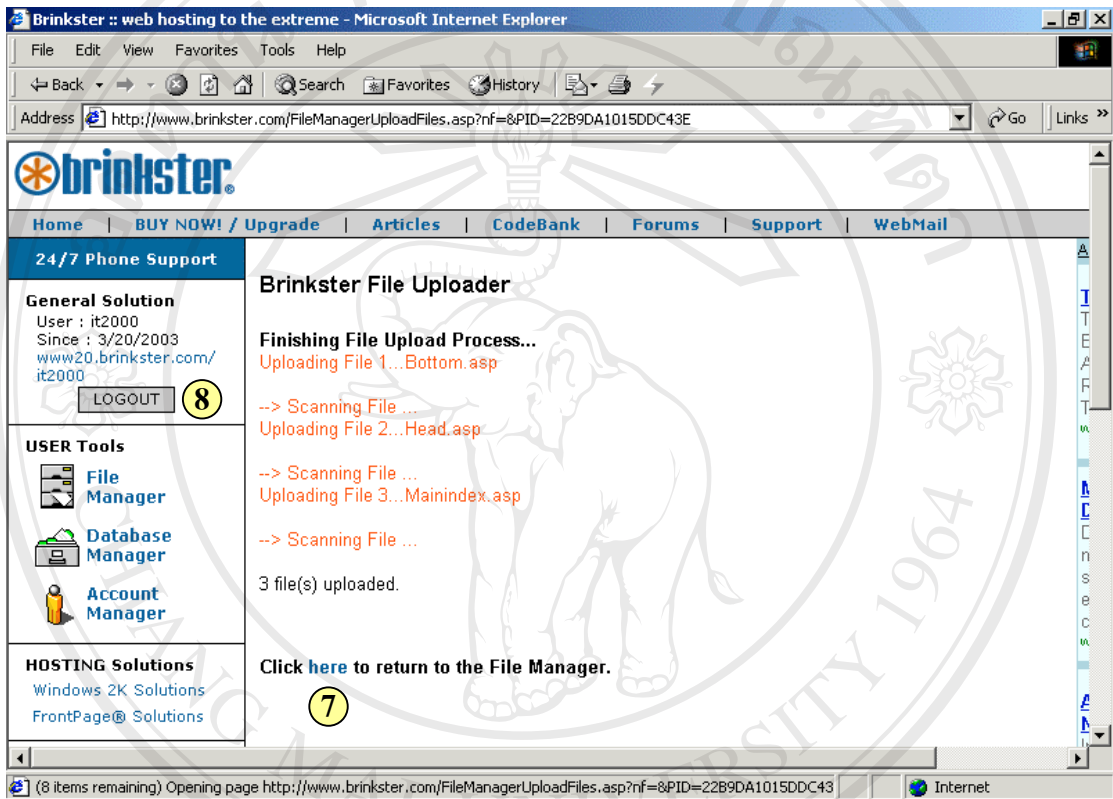 Brinkster :: web hosting to the extreme - Microsoft Internet Explorer
File Edit View Favorites Tools Help
Back Search Favorites History
Address http://www.brinkster.com/FileManagerUploadFiles.asp?nf=&PID=22B9DA1015DDC43E Go Links »
brinkster®
Home | BUY NOW! / Upgrade | Articles | CodeBank | Forums | Support | WebMail
24/7 Phone Support
General Solution
User : it2000
Since : 3/20/2003
www20.brinkster.com/
it2000
LOGOUT 8
USER Tools
File
Manager
Database
Manager
Account
Manager
HOSTING Solutions
Windows 2K Solutions
FrontPage® Solutions
Brinkster File Uploader
Finishing File Upload Process...
Uploading File 1...Bottom.asp
--> Scanning File ...
Uploading File 2...Head.asp
--> Scanning File ...
Uploading File 3...Mainindex.asp
--> Scanning File ...
3 file(s) uploaded.
Click here to return to the File Manager.
7
(8 items remaining) Opening page http://www.brinkster.com/FileManagerUploadFiles.asp?nf=&PID=22B9DA1015DDC43 Internet